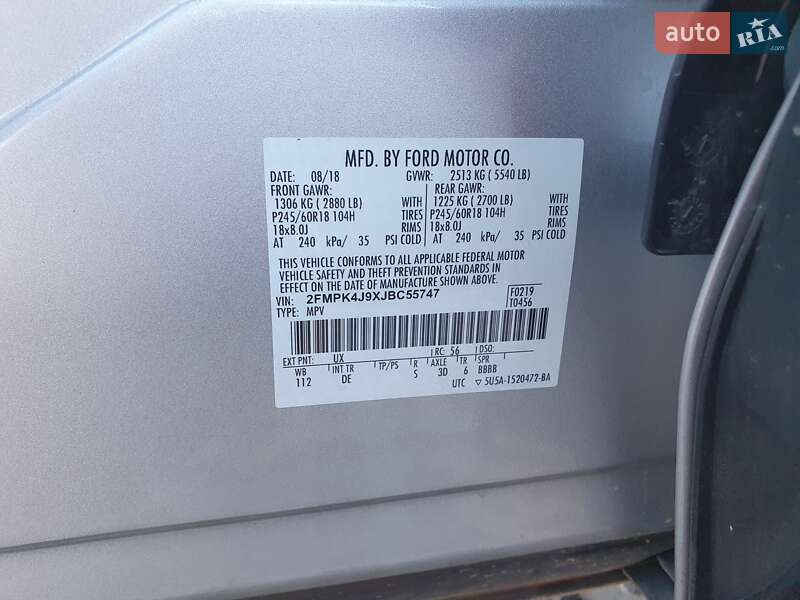 auto RIA .com
MFD. BY FORD MOTOR CO.
DATE: 08/18 GVWR: 2513 KG ( 5540 LB)
FRONT GAWR: REAR GAWR:
1306 KG ( 2880 LB) WITH 1225 KG ( 2700 LB) WITH
P245/60R18 104H TIRES P245/60R18 104H TIRES
18x8.0J RIMS 18x8.0J RIMS
AT 240 kPa/ 35 PSI COLD AT 240 kPa/ 35 PSI COLD
THIS VEHICLE CONFORMS TO ALL APPLICABLE FEDERAL MOTOR
VEHICLE SAFETY AND THEFT PREVENTION STANDARDS IN
EFFECT ON THE DATE OF MANUFACTURE SHOWN ABOVE.
VIN: 2FMPK4J9XJBC55747 F0219
TYPE: MPV T0456
EXT PNT: UX RC: 56 DSO:
WB INT TR TP/PS R AXLE TR SPR
112 DE S 3D 6 BBBB
UTC ▽ 5U5A-1520472-BA